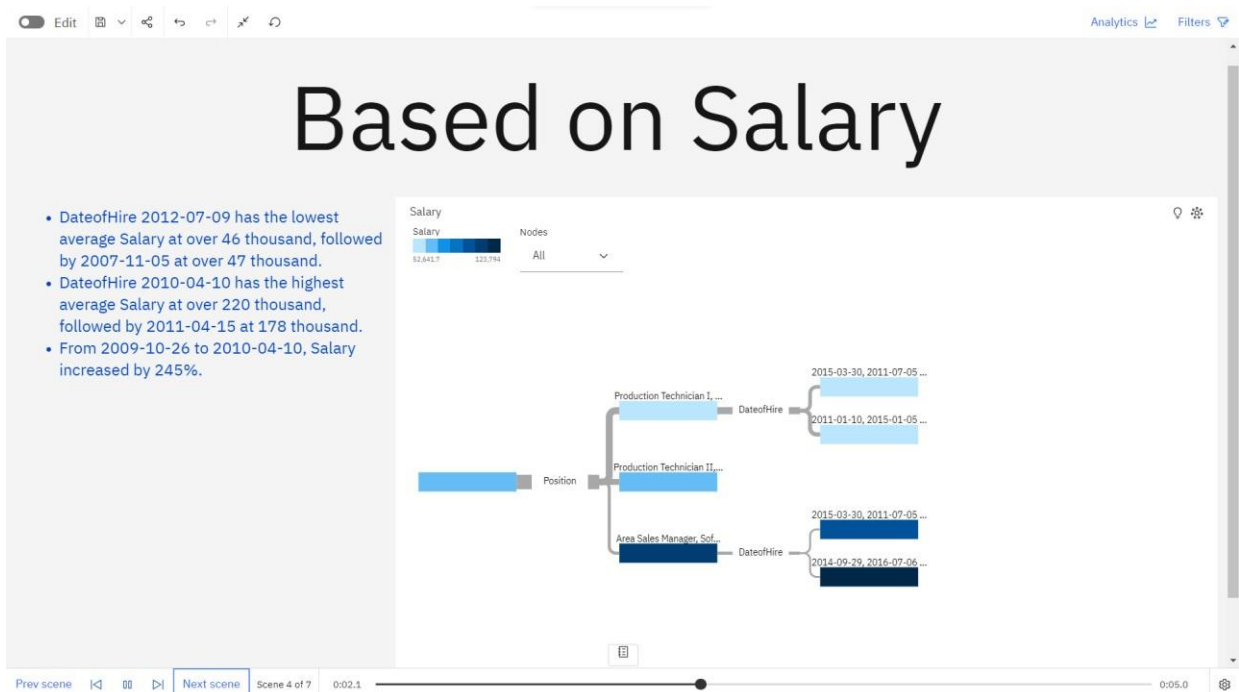 Edit
Analytics
Filters
Based on Salary
• DateofHire 2012-07-09 has the lowest
average Salary at over 46 thousand, followed
by 2007-11-05 at over 47 thousand.
• DateofHire 2010-04-10 has the highest
average Salary at over 220 thousand,
followed by 2011-04-15 at 178 thousand.
• From 2009-10-26 to 2010-04-10, Salary
increased by 245%.
Salary
Salary
52,641.7 123,794
Nodes
All
Position
Production Technician I, ...
DateofHire
2015-03-30, 2011-07-05 ...
2011-01-10, 2015-01-05 ...
Production Technician II,...
Area Sales Manager, Sof...
DateofHire
2015-03-30, 2011-07-05 ...
2014-09-29, 2016-07-06 ...
Prev scene
Next scene
Scene 4 of 7
0:02.1
0:05.0